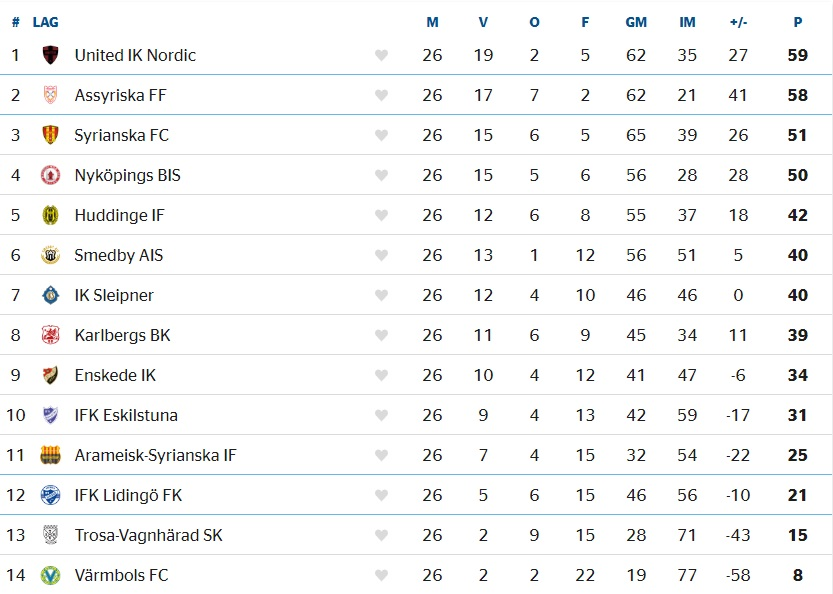 # LAG M V O F GM IM +/- P
1 United IK Nordic 26 19 2 5 62 35 27 59
2 Assyriska FF 26 17 7 2 62 21 41 58
3 Syrianska FC 26 15 6 5 65 39 26 51
4 Nyköpings BIS 26 15 5 6 56 28 28 50
5 Huddinge IF 26 12 6 8 55 37 18 42
6 Smedby AIS 26 13 1 12 56 51 5 40
7 IK Sleipner 26 12 4 10 46 46 0 40
8 Karlbergs BK 26 11 6 9 45 34 11 39
9 Enskede IK 26 10 4 12 41 47 -6 34
10 IFK Eskilstuna 26 9 4 13 42 59 -17 31
11 Arameisk-Syrianska IF 26 7 4 15 32 54 -22 25
12 IFK Lidingö FK 26 5 6 15 46 56 -10 21
13 Trosa-Vagnhärad SK 26 2 9 15 28 71 -43 15
14 Värmbols FC 26 2 2 22 19 77 -58 8